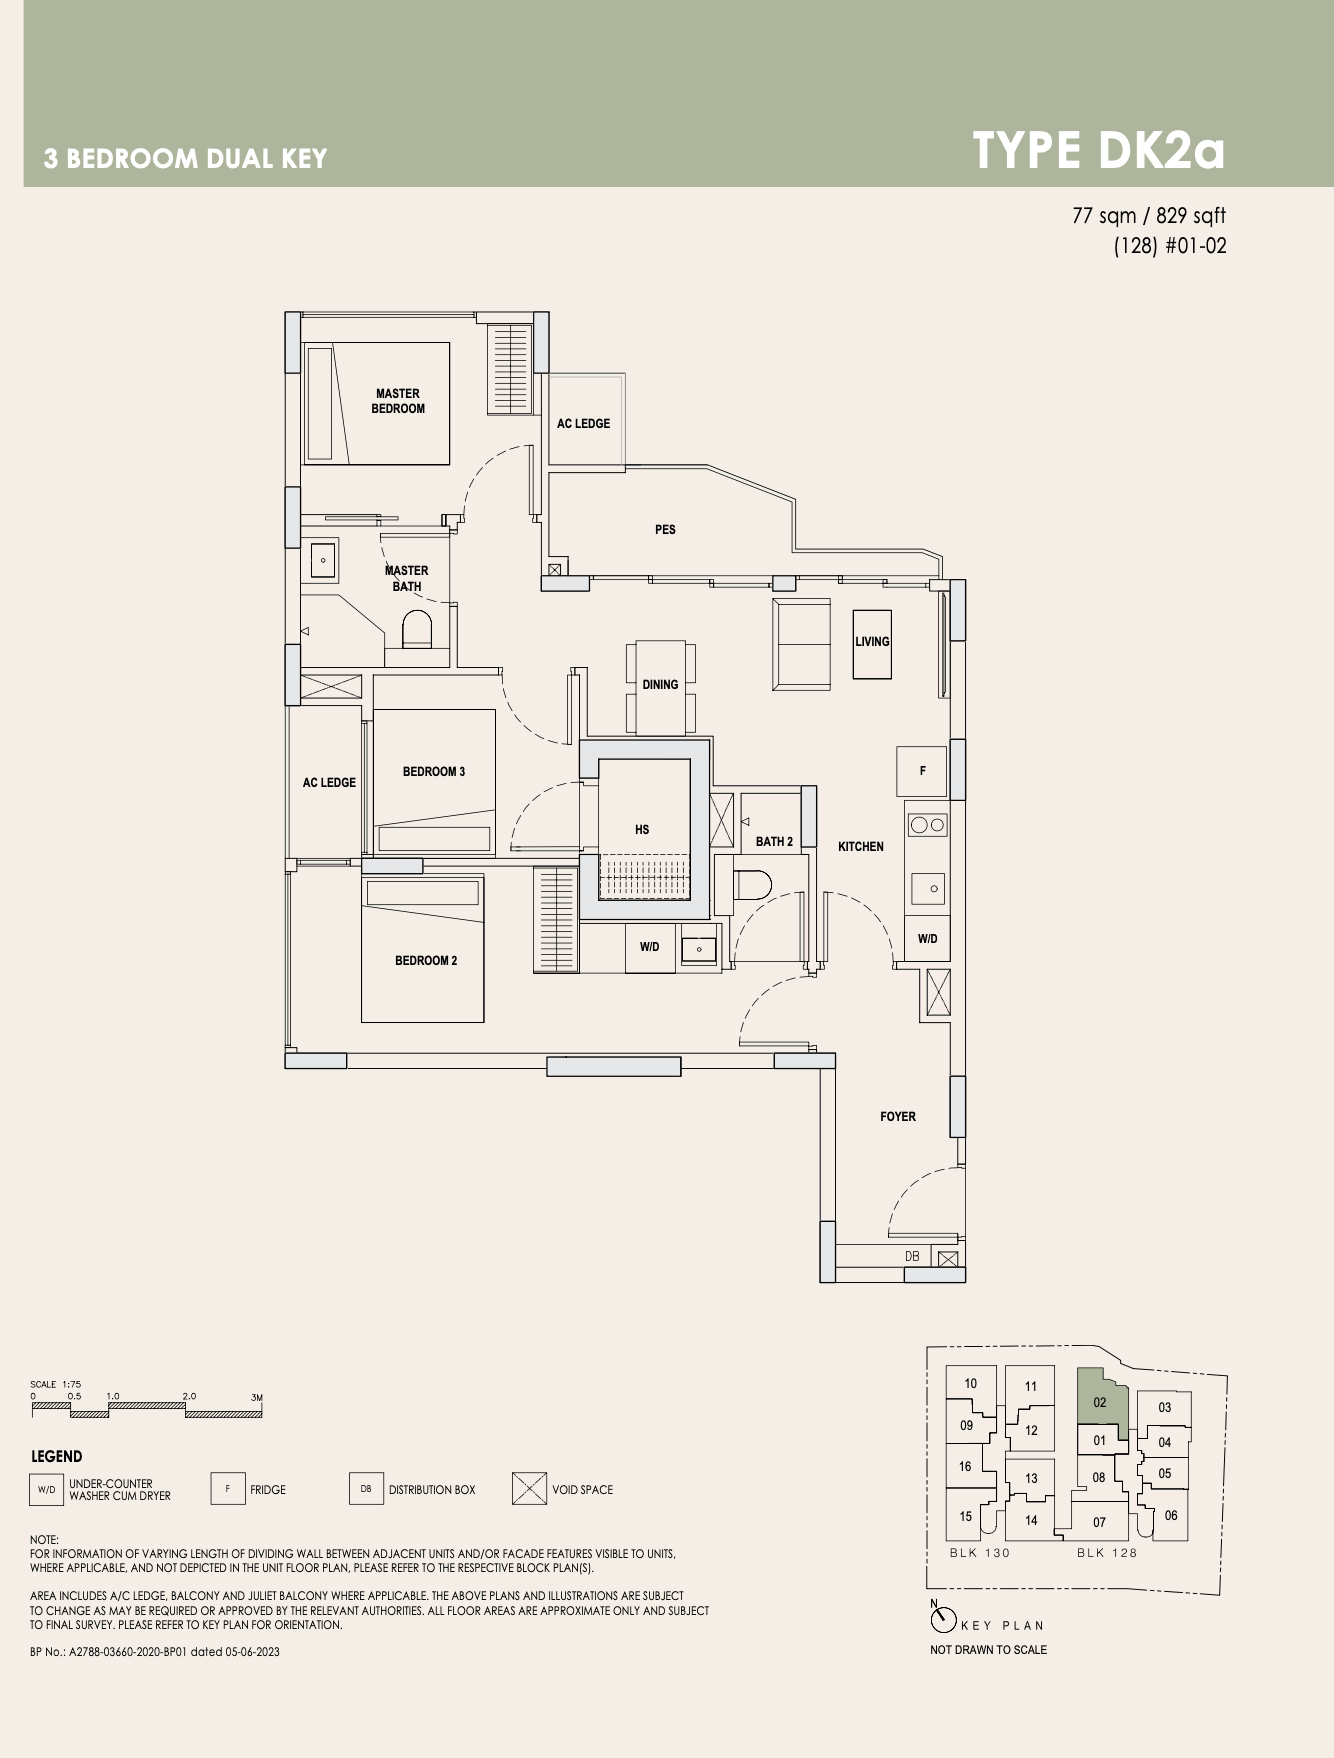 3 BEDROOM DUAL KEY
TYPE DK2a
77 sqm / 829 sqft
(128) #01-02
MASTER
BEDROOM
AC LEDGE
PES
MASTER
BATH
LIVING
DINING
BEDROOM 3
F
AC LEDGE
HS
BATH 2
KITCHEN
W/D
W/D
BEDROOM 2
FOYER
DB
SCALE 1:75
0 0.5 1.0 2.0 3M
LEGEND
W/D
UNDER-COUNTER
WASHER CUM DRYER
F
FRIDGE
DB
DISTRIBUTION BOX
VOID SPACE
NOTE:
FOR INFORMATION OF VARYING LENGTH OF DIVIDING WALL BETWEEN ADJACENT UNITS AND/OR FACADE FEATURES VISIBLE TO UNITS,
WHERE APPLICABLE, AND NOT DEPICTED IN THE UNIT FLOOR PLAN, PLEASE REFER TO THE RESPECTIVE BLOCK PLAN(S).
AREA INCLUDES A/C LEDGE, BALCONY AND JULIET BALCONY WHERE APPLICABLE. THE ABOVE PLANS AND ILLUSTRATIONS ARE SUBJECT
TO CHANGE AS MAY BE REQUIRED OR APPROVED BY THE RELEVANT AUTHORITIES. ALL FLOOR AREAS ARE APPROXIMATE ONLY AND SUBJECT
TO FINAL SURVEY. PLEASE REFER TO KEY PLAN FOR ORIENTATION.
BP No.: A2788-03660-2020-BP01 dated 05-06-2023
10
11
02
03
09
12
01
04
16
13
08
05
15
14
07
06
BLK 130
BLK 128
N
KEY PLAN
NOT DRAWN TO SCALE